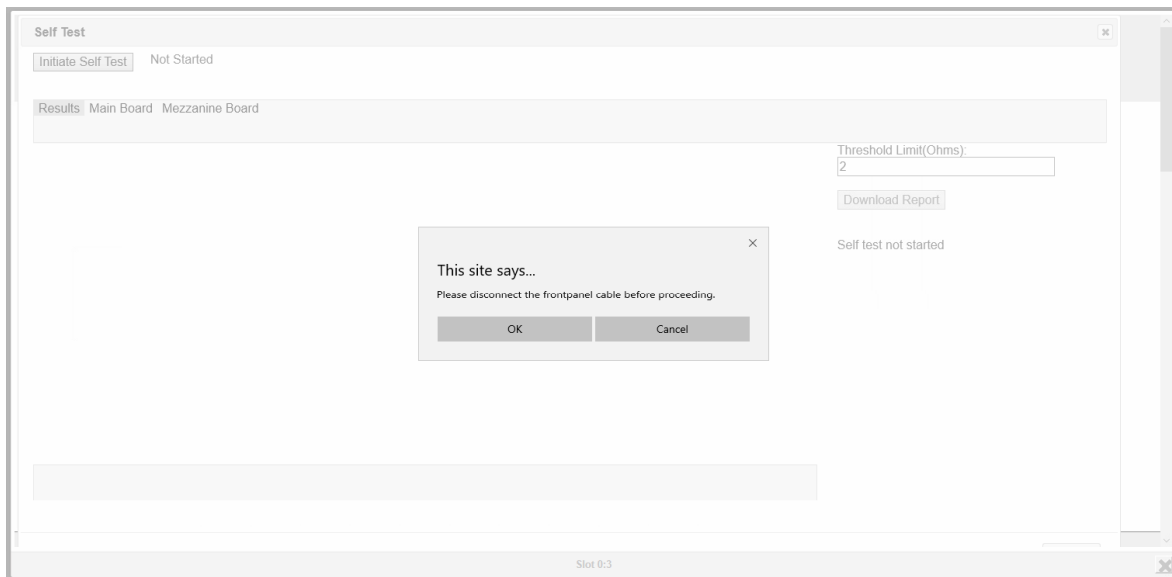 Self Test
Initiate Self Test Not Started
Results Main Board Mezzanine Board
Threshold Limit(Ohms):
2
Download Report
Self test not started
This site says...
Please disconnect the frontpanel cable before proceeding.
OK Cancel
Slot 0:3